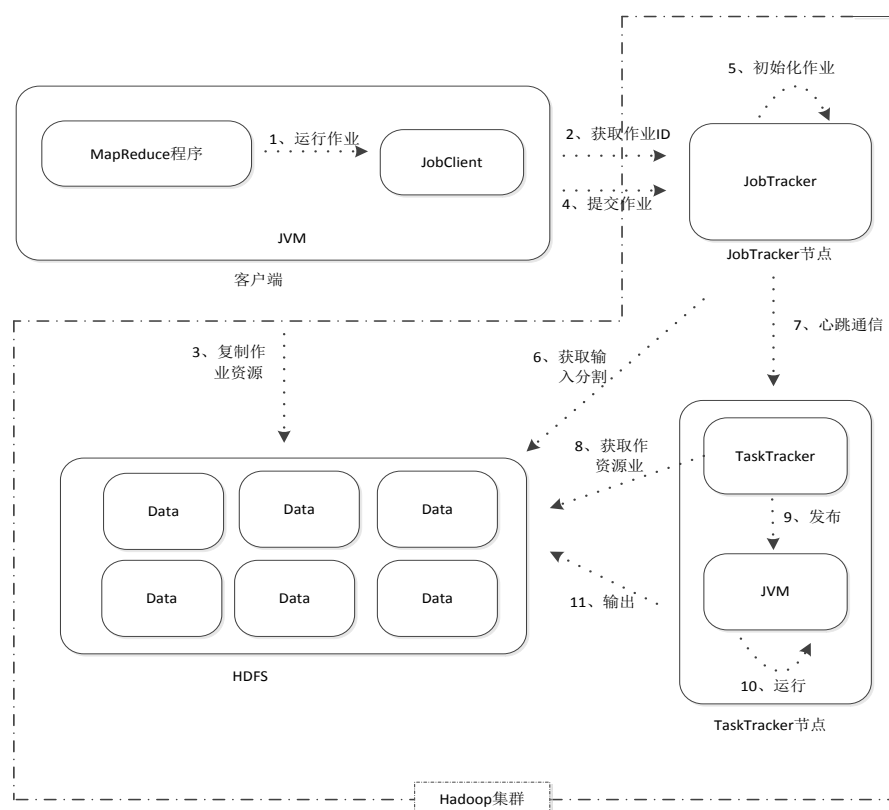 5、初始化作业
1、运行作业
2、获取作业ID
MapReduce程序
JobClient
JobTracker
4、提交作业
JVM
JobTracker节点
客户端
7、心跳通信
3、复制作
业资源
6、获取输
入分割
8、获取作
资源业
TaskTracker
Data
Data
Data
9、发布
Data
Data
Data
JVM
11、输出
HDFS
10、运行
TaskTracker节点
Hadoop集群